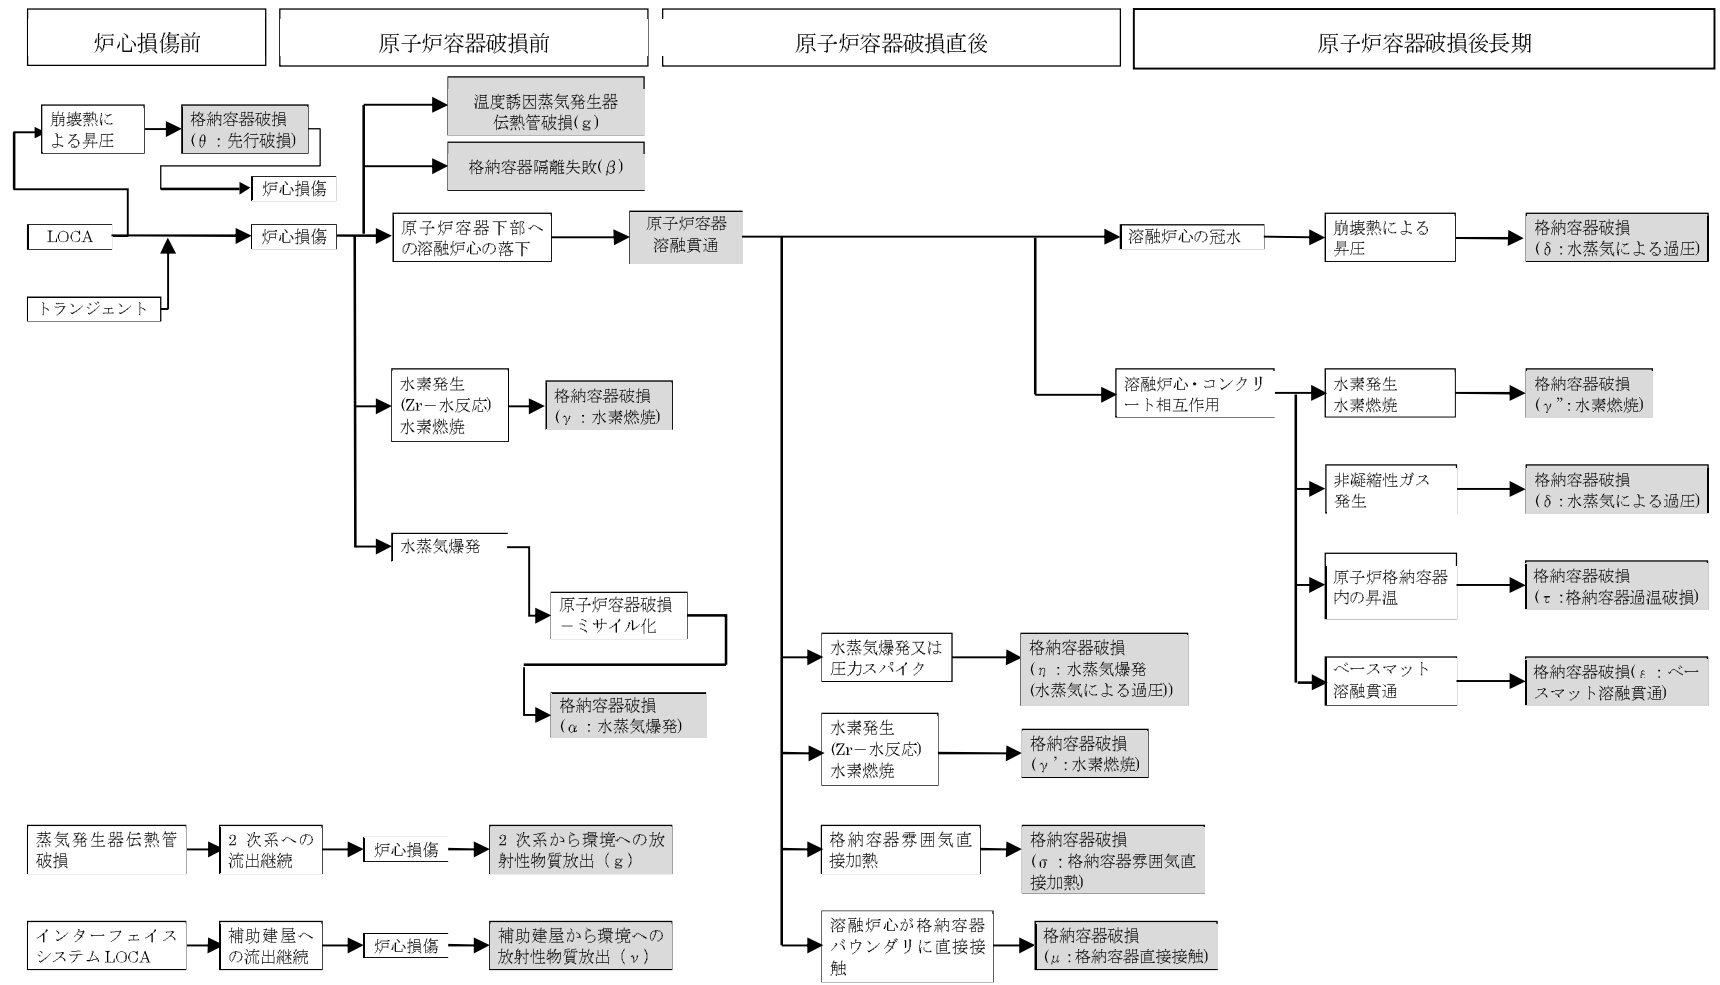 炉心損傷前
原子炉容器破損前
原子炉容器破損直後
原子炉容器破損後長期
崩壊熱に
よる昇圧
格納容器破損
(θ：先行破損)
炉心損傷
LOCA
炉心損傷
トランジェント
温度誘因蒸気発生器
伝熱管破損(g)
格納容器隔離失敗(β)
原子炉容器下部へ
の溶融炉心の落下
原子炉容器
溶融貫通
水素発生
(Zr－水反応)
水素燃焼
格納容器破損
(γ：水素燃焼)
水蒸気爆発
原子炉容器破損
－ミサイル化
格納容器破損
(α：水蒸気爆発)
溶融炉心の冠水
崩壊熱による
昇圧
格納容器破損
(δ:水蒸気による過圧)
溶融炉心・コンクリ
ート相互作用
水素発生
水素燃焼
格納容器破損
(γ”:水素燃焼)
非凝縮性ガス
発生
格納容器破損
(δ:水蒸気による過圧)
原子炉格納容器
内の昇温
格納容器破損
(τ:格納容器過温破損)
ベースマット
溶融貫通
格納容器破損(ε：ベー
スマット溶融貫通)
水蒸気爆発又は
圧力スパイク
格納容器破損
(η：水蒸気爆発
(水蒸気による過圧))
水素発生
(Zr－水反応)
水素燃焼
格納容器破損
(γ’:水素燃焼)
格納容器雰囲気直
接加熱
格納容器破損
(σ：格納容器雰囲気直
接加熱)
溶融炉心が格納容器
バウンダリに直接接
触
格納容器破損
(μ:格納容器直接接触)
蒸気発生器伝熱管
破損
2 次系への
流出継続
炉心損傷
2 次系から環境への放
射性物質放出（g）
インターフェイス
システム LOCA
補助建屋へ
の流出継続
炉心損傷
補助建屋から環境への
放射性物質放出（ν）